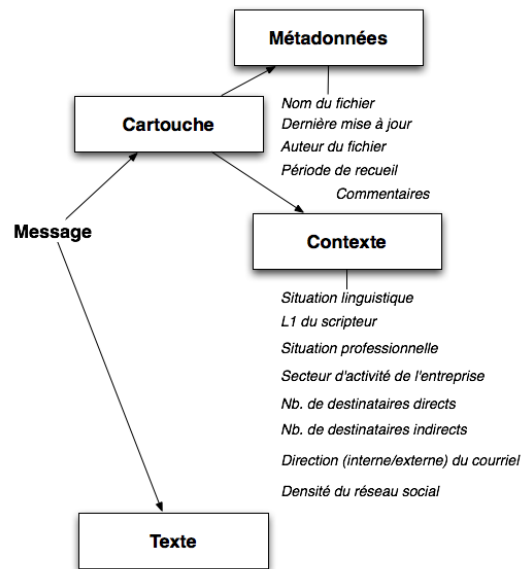 Métadonnées
Nom du fichier
Dernière mise à jour
Auteur du fichier
Période de recueil
Commentaires
Cartouche
Message
Contexte
Situation linguistique
L1 du scripteur
Situation professionnelle
Secteur d'activité de l'entreprise
Nb. de destinataires directs
Nb. de destinataires indirects
Direction (interne/externe) du courriel
Densité du réseau social
Texte